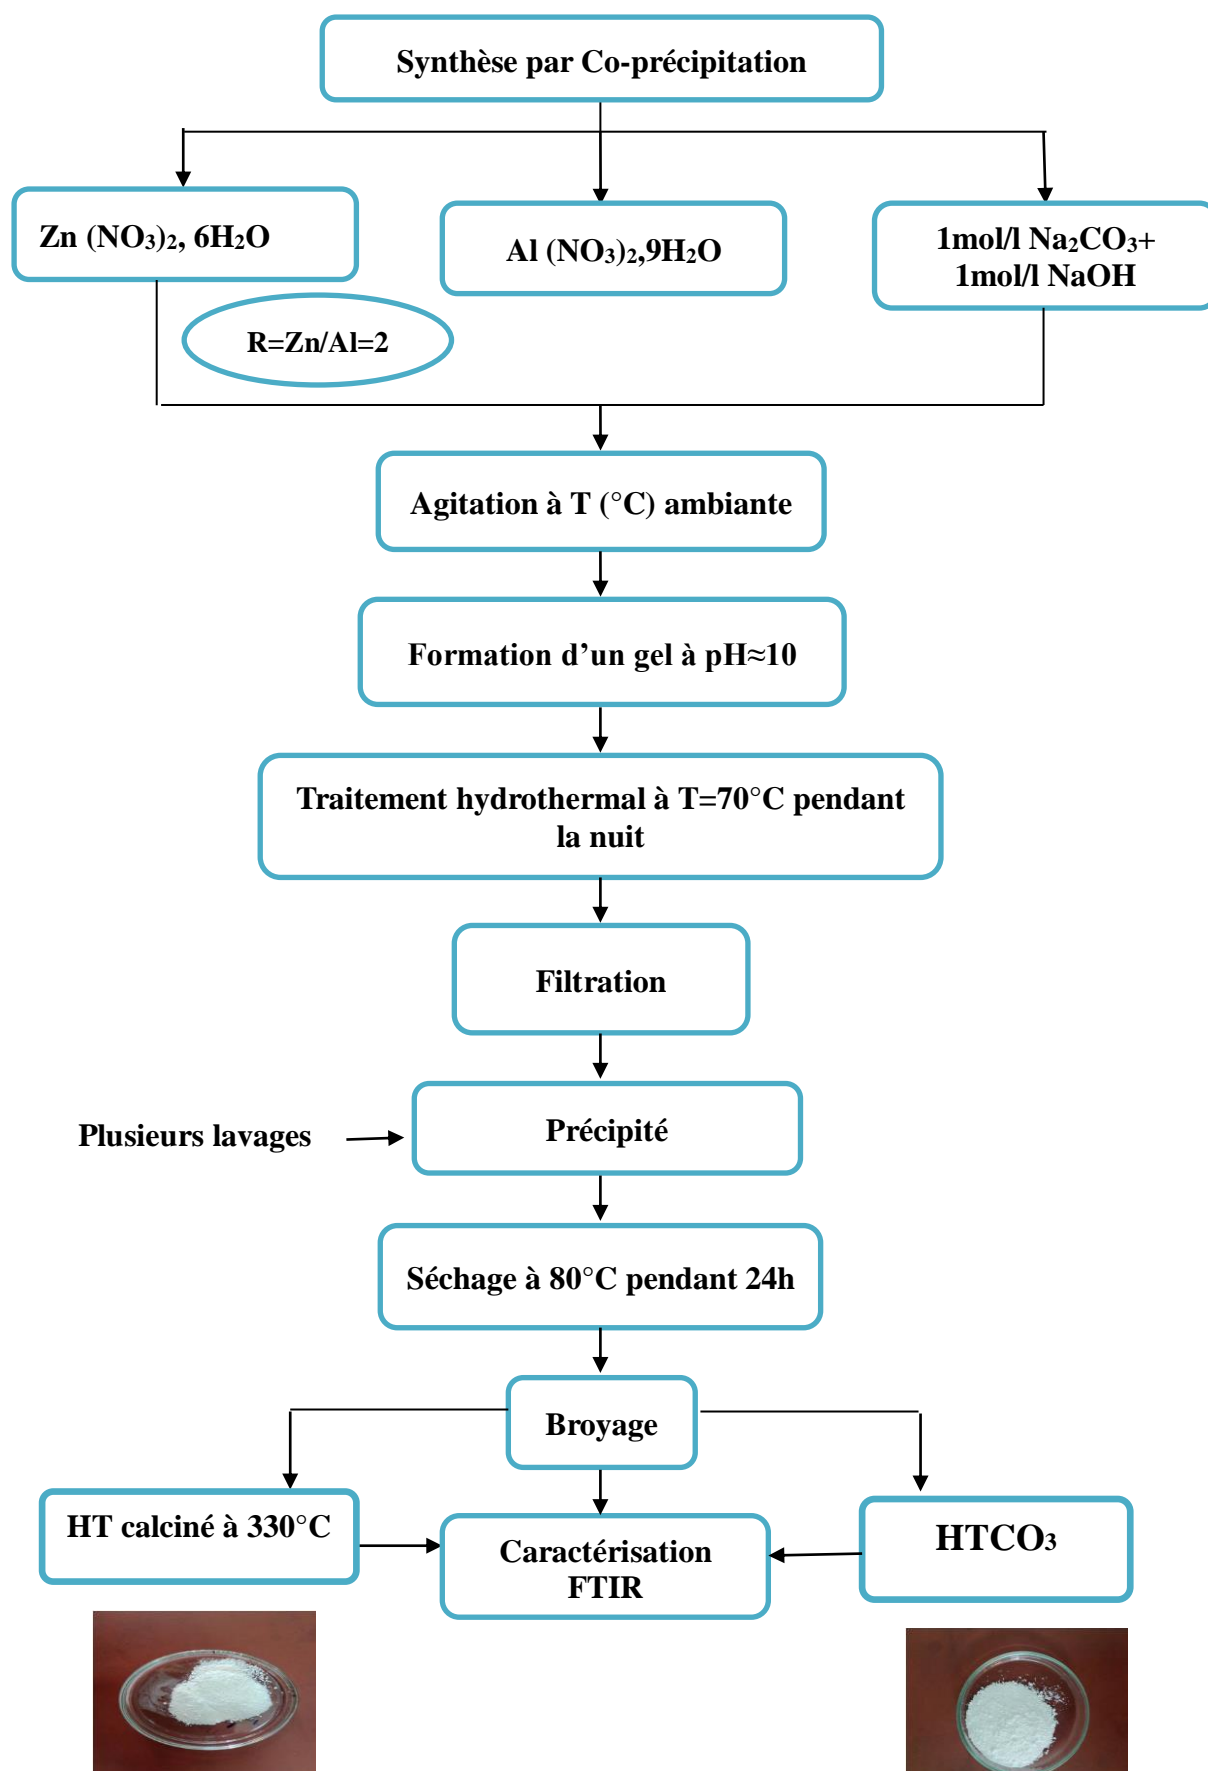 Synthèse par Co-précipitation
Zn (NO₃)₂, 6H₂O
Al (NO₃)₂,9H₂O
1mol/l Na₂CO₃+
1mol/l NaOH
R=Zn/Al=2
Agitation à T (°C) ambiante
Formation d’un gel à pH≈10
Traitement hydrothermal à T=70°C pendant
la nuit
Filtration
Plusieurs lavages
Précipité
Séchage à 80°C pendant 24h
Broyage
HT calciné à 330°C
Caractérisation
FTIR
HTCO₃